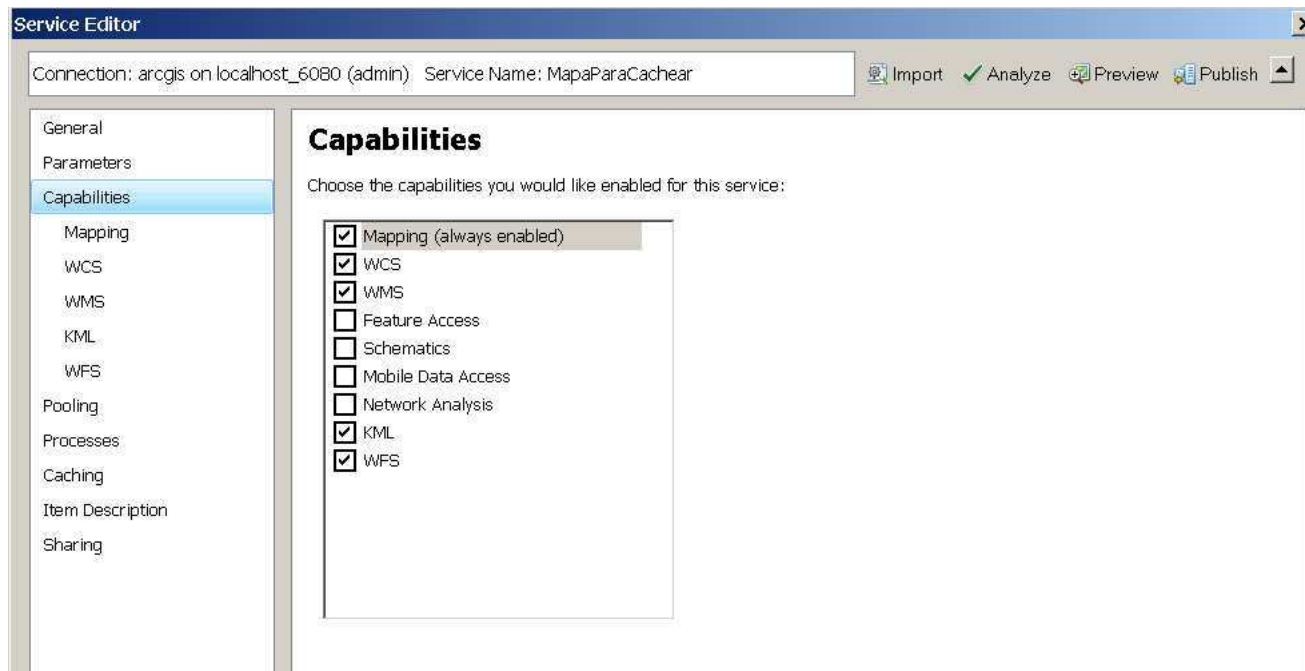 Service Editor
Connection: arcgis on localhost_6080 (admin) Service Name: MapaParaCachear
Import Analyze Preview Publish
General
Parameters
Capabilities
Mapping
WCS
WMS
KML
WFS
Pooling
Processes
Caching
Item Description
Sharing
Capabilities
Choose the capabilities you would like enabled for this service:
Mapping (always enabled)
WCS
WMS
Feature Access
Schematics
Mobile Data Access
Network Analysis
KML
WFS